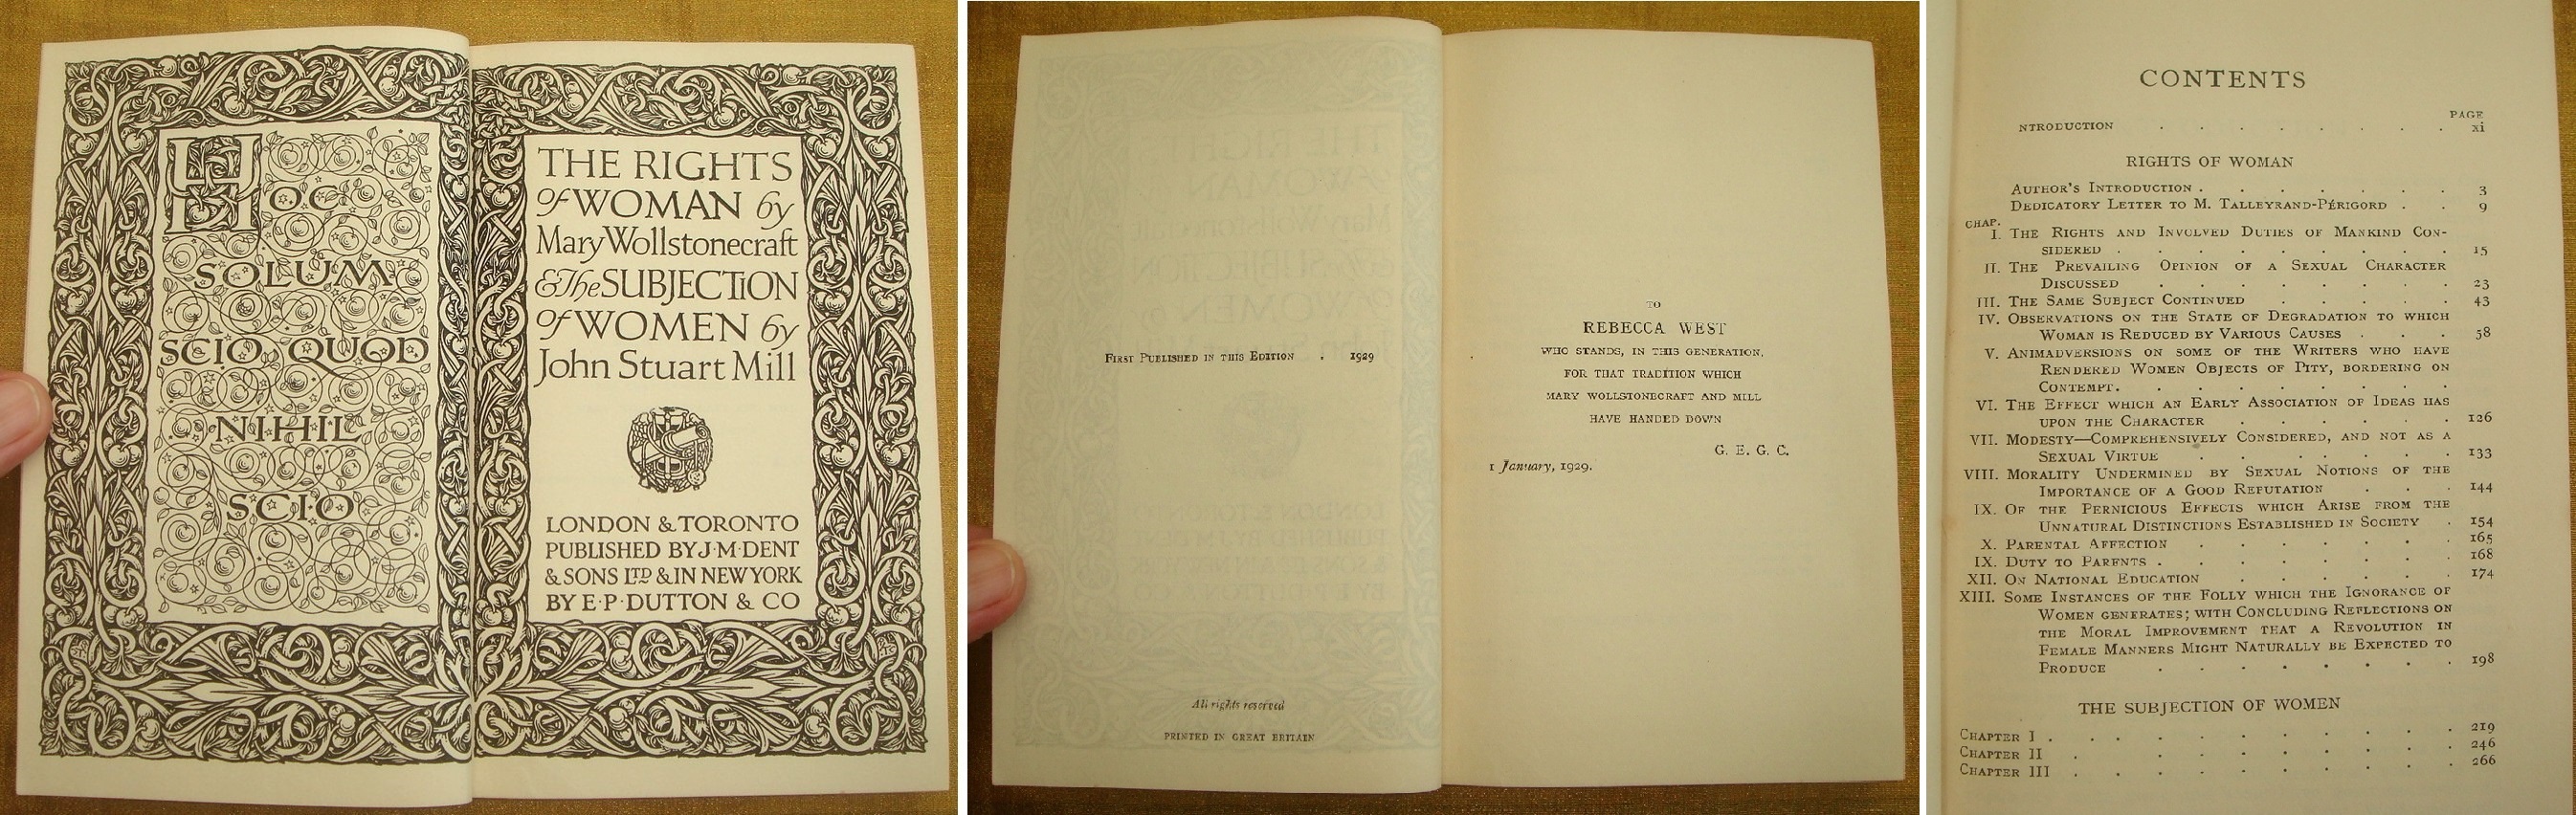 HOC
SOLUM
SCIO QUOD
NIHIL
SCIO
THE RIGHTS
of WOMAN by
Mary Wollstonecraft
& The SUBJECTION
of WOMEN by
John Stuart Mill
LONDON & TORONTO
PUBLISHED BY J·M·DENT
& SONS LTD & IN NEW YORK
BY E·P·DUTTON & CO
FIRST PUBLISHED IN THIS EDITION . 1929
All rights reserved
PRINTED IN GREAT BRITAIN
TO
REBECCA WEST
WHO STANDS, IN THIS GENERATION,
FOR THAT TRADITION WHICH
MARY WOLLSTONECRAFT AND MILL
HAVE HANDED DOWN
G. E. G. C.
1 January, 1929.
CONTENTS
PAGE
NTRODUCTION . . . . . . . . xi
RIGHTS OF WOMAN
AUTHOR'S INTRODUCTION . . . . . . . 3
DEDICATORY LETTER TO M. TALLEYRAND-PÉRIGORD . . 9
CHAP.
I. THE RIGHTS AND INVOLVED DUTIES OF MANKIND CON-
SIDERED . . . . . . . . 15
II. THE PREVAILING OPINION OF A SEXUAL CHARACTER
DISCUSSED . . . . . . . 23
III. THE SAME SUBJECT CONTINUED . . . . . 43
IV. OBSERVATIONS ON THE STATE OF DEGRADATION TO WHICH
WOMAN IS REDUCED BY VARIOUS CAUSES . . . 58
V. ANIMADVERSIONS ON SOME OF THE WRITERS WHO HAVE
RENDERED WOMEN OBJECTS OF PITY, BORDERING ON
CONTEMPT . . . . . . . .
VI. THE EFFECT WHICH AN EARLY ASSOCIATION OF IDEAS HAS
UPON THE CHARACTER . . . . . . 126
VII. MODESTY—COMPREHENSIVELY CONSIDERED, AND NOT AS A
SEXUAL VIRTUE . . . . . . . 133
VIII. MORALITY UNDERMINED BY SEXUAL NOTIONS OF THE
IMPORTANCE OF A GOOD REPUTATION . . . 144
IX. OF THE PERNICIOUS EFFECTS WHICH ARISE FROM THE
UNNATURAL DISTINCTIONS ESTABLISHED IN SOCIETY . 154
X. PARENTAL AFFECTION . . . . . . . 165
IX. DUTY TO PARENTS . . . . . . . . 168
XII. ON NATIONAL EDUCATION . . . . . . 174
XIII. SOME INSTANCES OF THE FOLLY WHICH THE IGNORANCE OF
WOMEN GENERATES; WITH CONCLUDING REFLECTIONS ON
THE MORAL IMPROVEMENT THAT A REVOLUTION IN
FEMALE MANNERS MIGHT NATURALLY BE EXPECTED TO
PRODUCE . . . . . . . . 198
THE SUBJECTION OF WOMEN
CHAPTER I . . . . . . . . . . 219
CHAPTER II . . . . . . . . . 246
CHAPTER III . . . . . . . . . 266